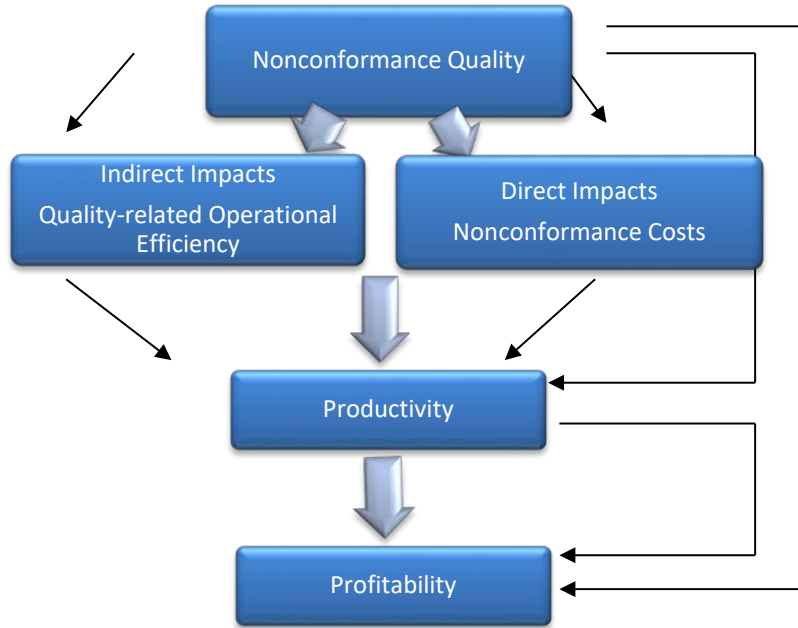 Nonconformance Quality
Indirect Impacts
Quality-related Operational
Efficiency
Direct Impacts
Nonconformance Costs
Productivity
Profitability